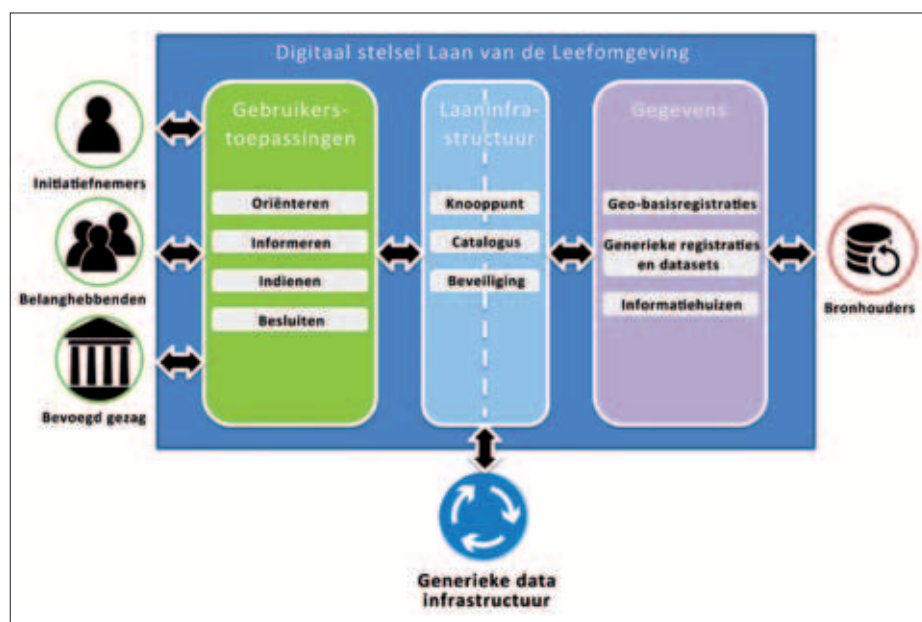 Digitaal stelsel Laan van de Leefomgeving
Initiatiefnemers
Belanghebbenden
Bevoegd gezag
Gebruikers-
toepassingen
Oriënteren
Informeren
Indienen
Besluiten
Laaninfra-
structuur
Knooppunt
Catalogus
Beveiliging
Gegevens
Geo-basisregistraties
Generieke registraties
en datasets
Informatiehuizen
Bronhouders
Generieke data
infrastructuur